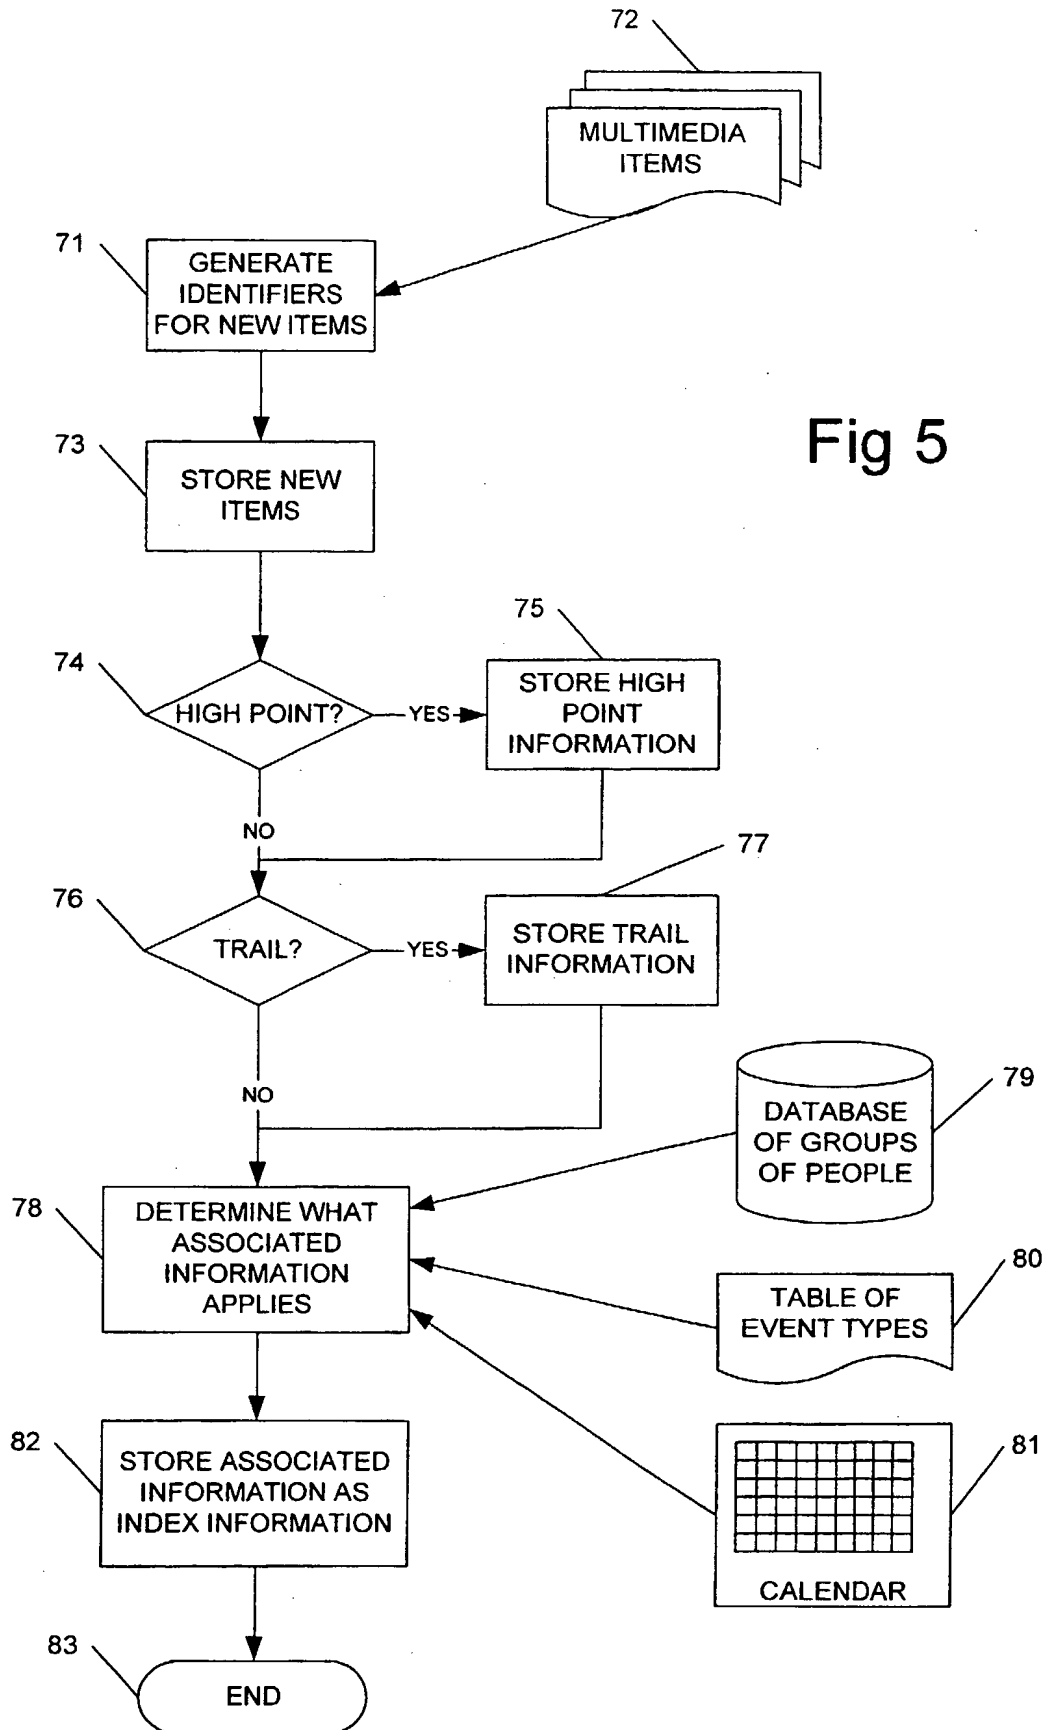 72
MULTIMEDIA
ITEMS
71
GENERATE
IDENTIFIERS
FOR NEW ITEMS
Fig 5
73
STORE NEW
ITEMS
75
74
HIGH POINT?
YES
STORE HIGH
POINT
INFORMATION
NO
77
76
TRAIL?
YES
STORE TRAIL
INFORMATION
NO
79
DATABASE
OF GROUPS
OF PEOPLE
78
DETERMINE WHAT
ASSOCIATED
INFORMATION
APPLIES
80
TABLE OF
EVENT TYPES
82
STORE ASSOCIATED
INFORMATION AS
INDEX INFORMATION
81
CALENDAR
83
END